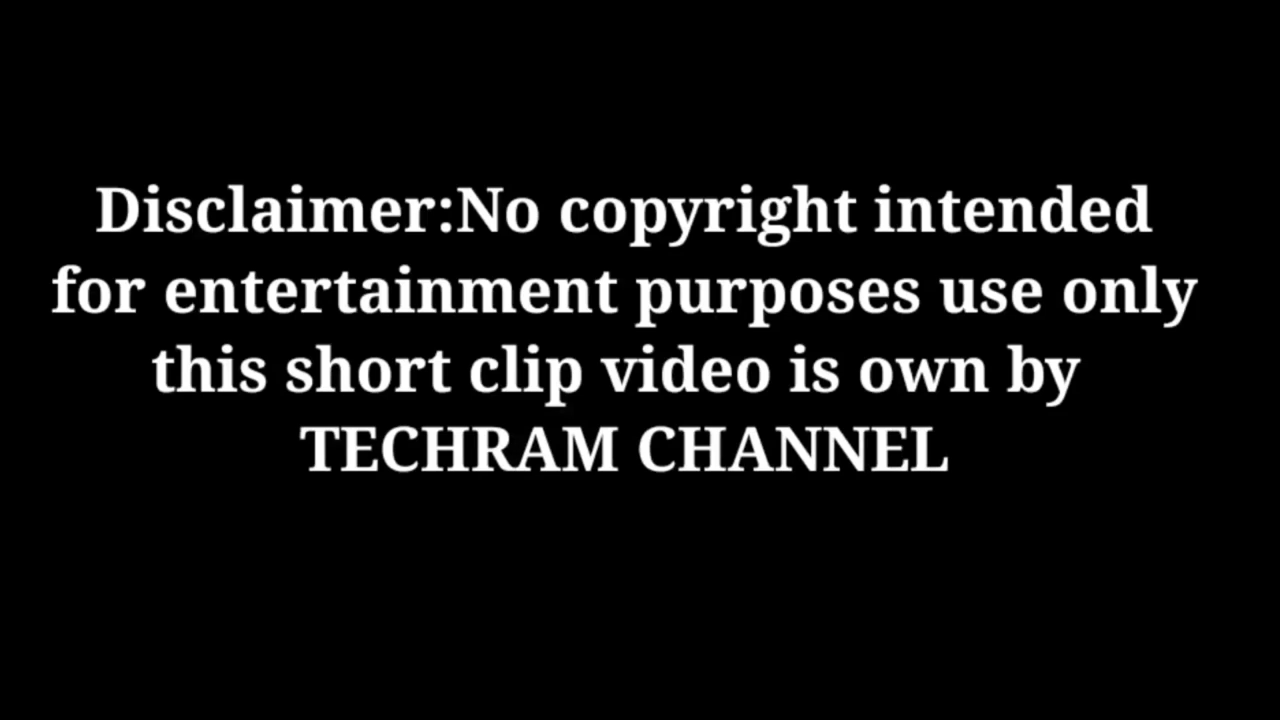 Disclaimer:No copyright intended
for entertainment purposes use only
this short clip video is own by
TECHRAM CHANNEL